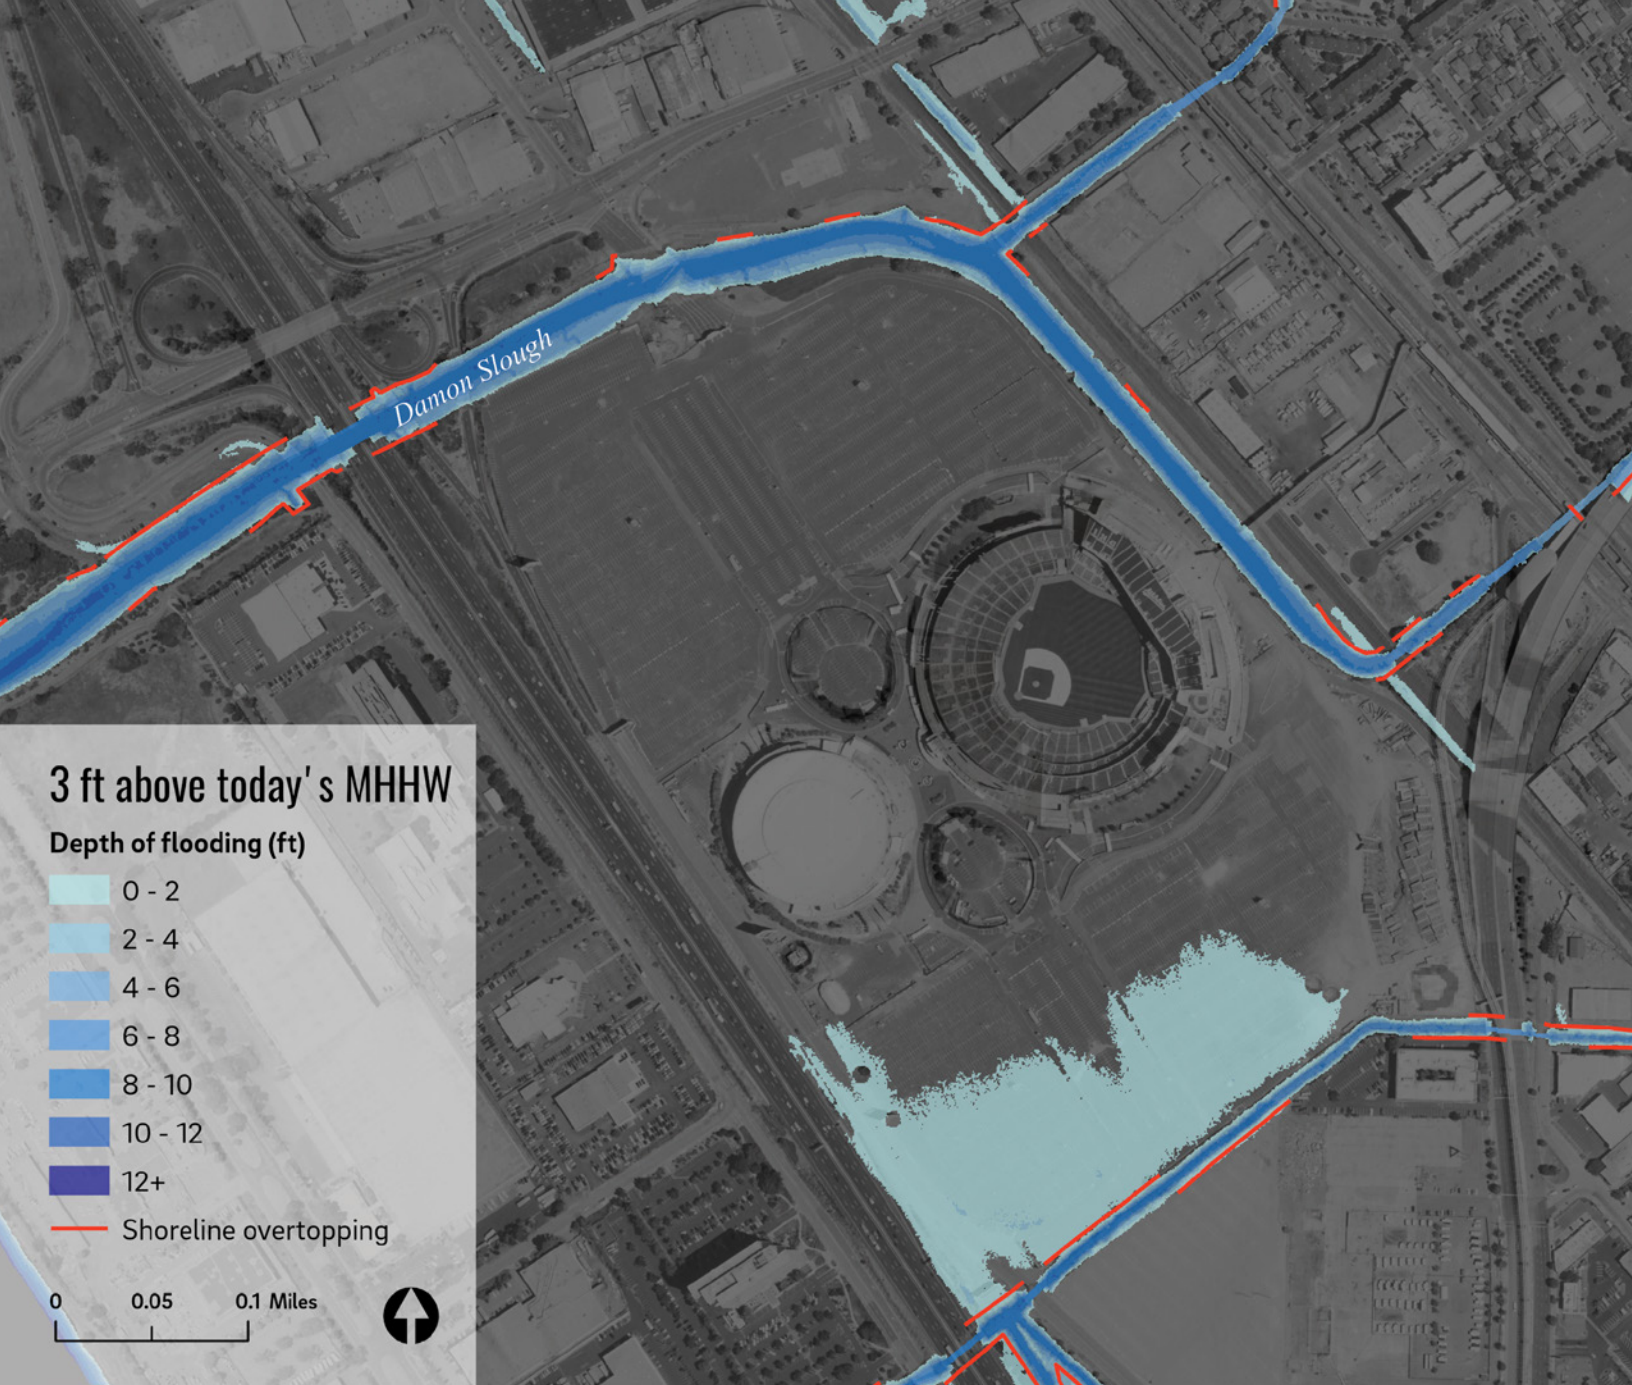 Damon Slough
3 ft above today's MHHW
Depth of flooding (ft)
0 - 2
2 - 4
4 - 6
6 - 8
8 - 10
10 - 12
12+
Shoreline overtopping
0 0.05 0.1 Miles